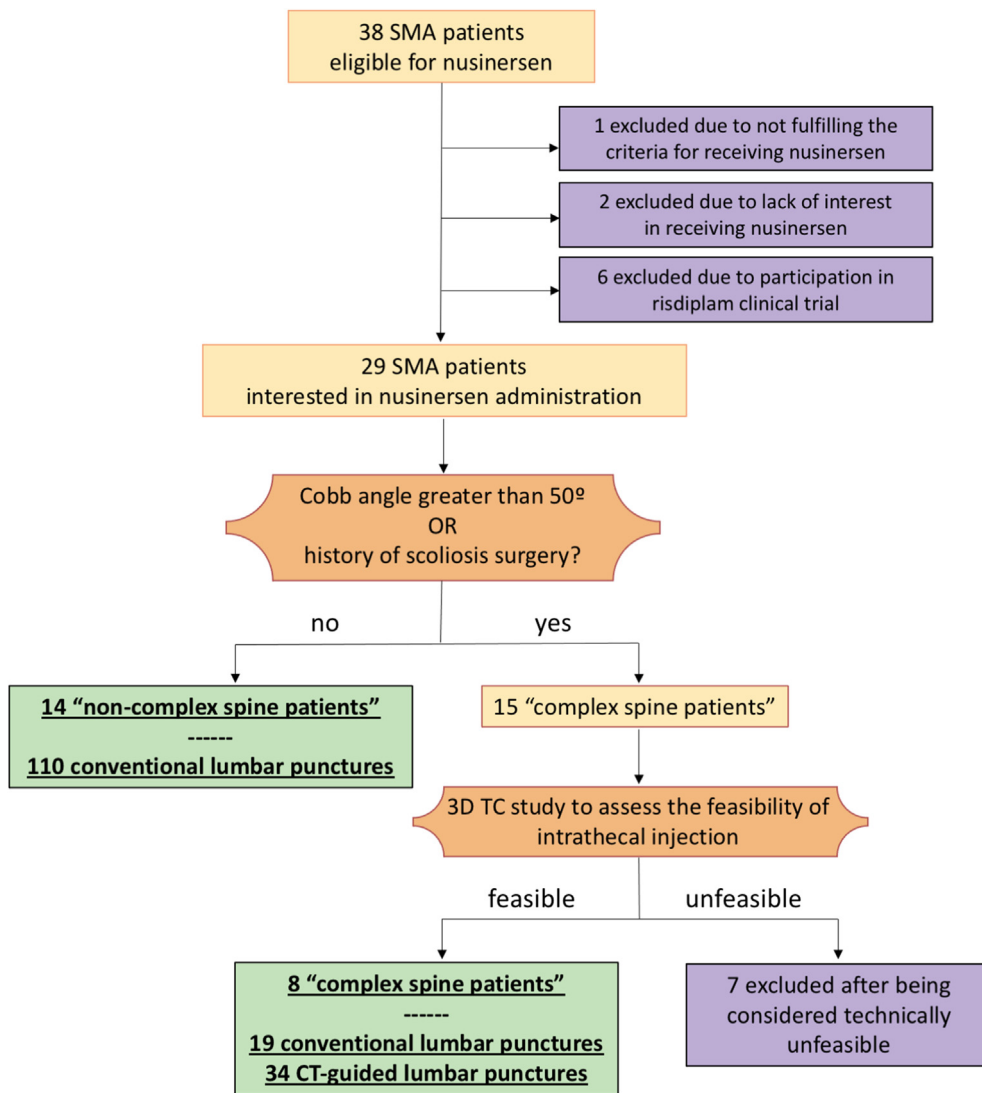 38 SMA patients
eligible for nusinersen
1 excluded due to not fulfilling the
criteria for receiving nusinersen
2 excluded due to lack of interest
in receiving nusinersen
6 excluded due to participation in
risdiplam clinical trial
29 SMA patients
interested in nusinersen administration
Cobb angle greater than 50º
OR
history of scoliosis surgery?
no
yes
14 “non-complex spine patients”
------
110 conventional lumbar punctures
15 “complex spine patients”
3D TC study to assess the feasibility of
intrathecal injection
feasible
unfeasible
8 “complex spine patients”
------
19 conventional lumbar punctures
34 CT-guided lumbar punctures
7 excluded after being
considered technically
unfeasible